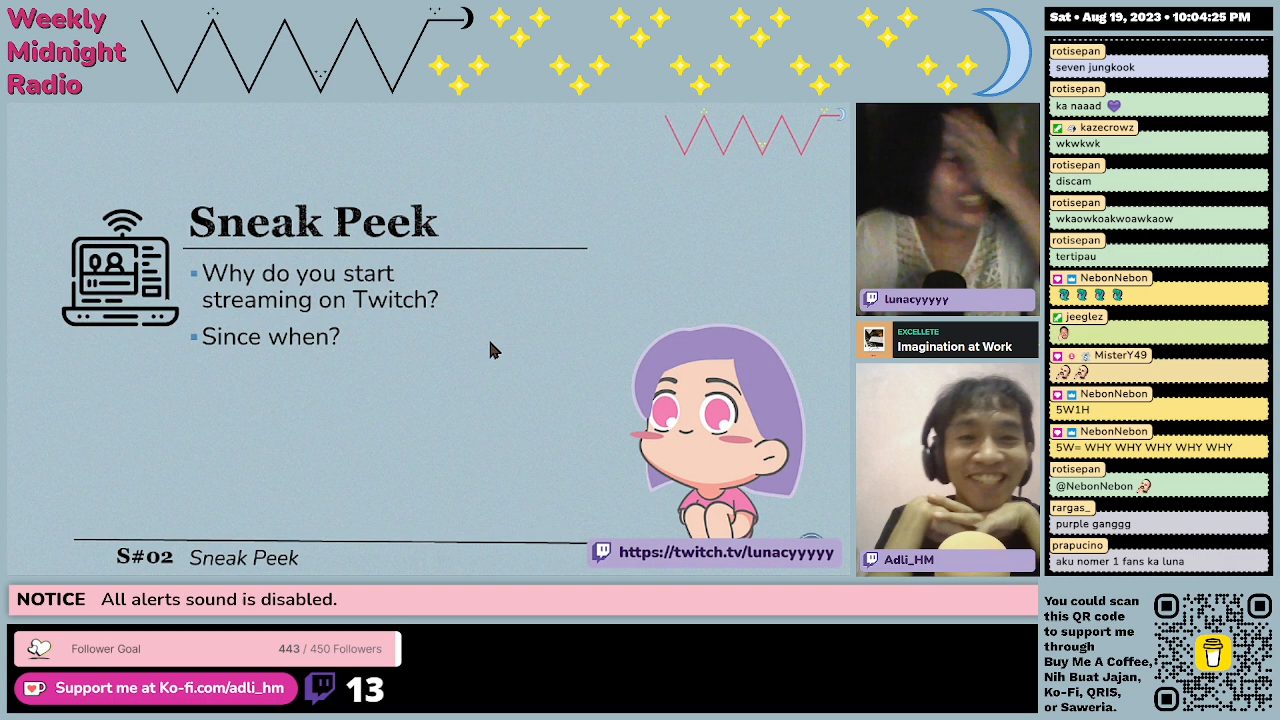 Weekly
Midnight
Radio
Sat • Aug 19, 2023 • 10:04:25 PM
Sneak Peek
Why do you start
streaming on Twitch?
Since when?
S#02 Sneak Peek
https://twitch.tv/lunacyyyyy
lunacyyyyy
EXCELLETE
Imagination at Work
Adli_HM
rotisepan
seven jungkook
rotisepan
ka naaad 💜
kazecrowz
wkwkwk
rotisepan
discam
rotisepan
wkaowkoakwoawkaow
rotisepan
tertipau
NebonNebon
jeeglez
MisterY49
NebonNebon
5W1H
NebonNebon
5W= WHY WHY WHY WHY WHY
rotisepan
@NebonNebon
rargas_
purple ganggg
prapucino
aku nomer 1 fans ka luna
NOTICE All alerts sound is disabled.
Follower Goal 443 / 450 Followers
Support me at Ko-fi.com/adli_hm
13
You could scan
this QR code
to support me
through
Buy Me A Coffee,
Nih Buat Jajan,
Ko-Fi, QRIS,
or Saweria.